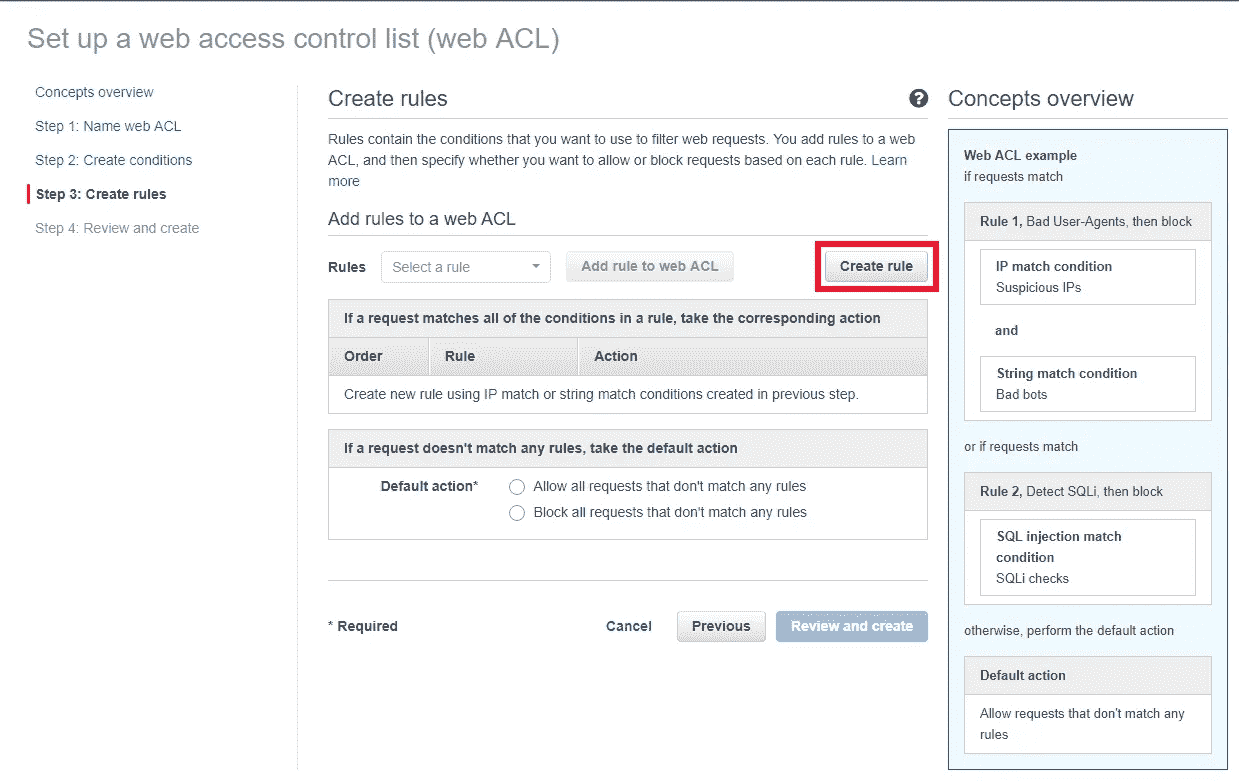 Set up a web access control list (web ACL)
Concepts overview
Step 1: Name web ACL
Step 2: Create conditions
Step 3: Create rules
Step 4: Review and create
Create rules
?
Rules contain the conditions that you want to use to filter web requests. You add rules to a web
ACL, and then specify whether you want to allow or block requests based on each rule. Learn
more
Add rules to a web ACL
Rules Select a rule Add rule to web ACL Create rule
If a request matches all of the conditions in a rule, take the corresponding action
Order Rule Action
Create new rule using IP match or string match conditions created in previous step.
If a request doesn't match any rules, take the default action
Default action* Allow all requests that don't match any rules
Block all requests that don't match any rules
* Required Cancel Previous Review and create
Concepts overview
Web ACL example
if requests match
Rule 1, Bad User-Agents, then block
IP match condition
Suspicious IPs
and
String match condition
Bad bots
or if requests match
Rule 2, Detect SQLi, then block
SQL injection match
condition
SQLi checks
otherwise, perform the default action
Default action
Allow requests that don't match any
rules